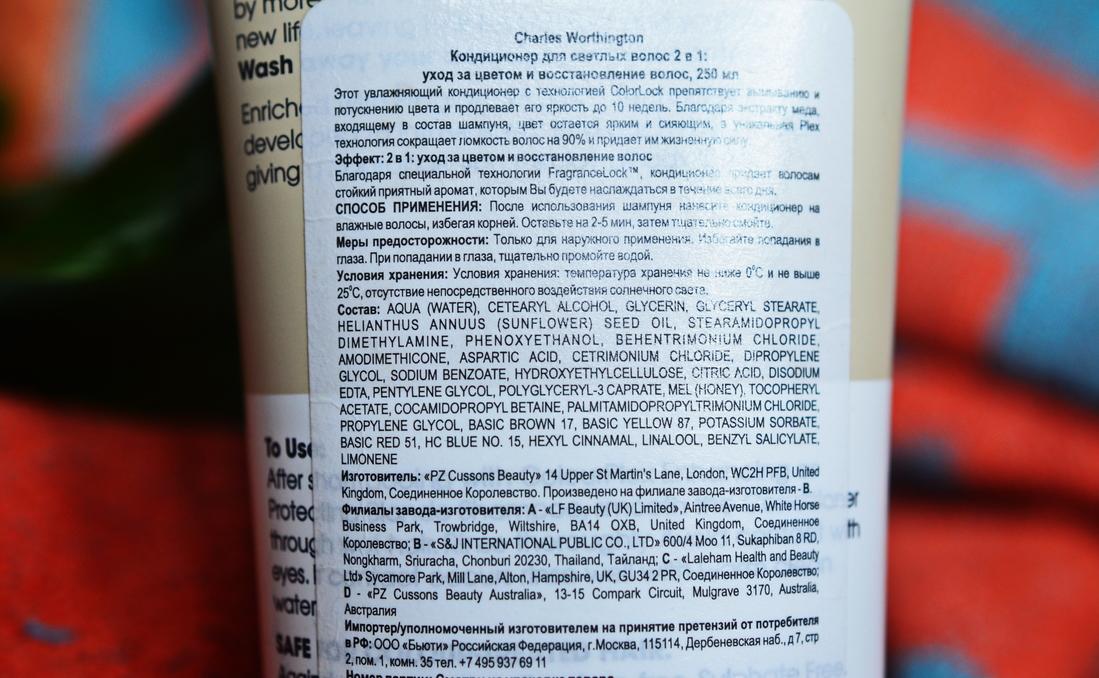 by more
new lif
Wash
Enriche
develo
giving
Charles Worthington
Кондиционер для светлых волос 2 в 1:
уход за цветом и восстановление волос, 250 мл
Этот увлажняющий кондиционер с технологией ColorLock препятствует вымыванию и
потускнению цвета и продлевает его яркость до 10 недель. Благодаря экстракту меда,
входящему в состав шампуня, цвет остается ярким и сияющим, а уникальная Plex
технология сокращает ломкость волос на 90% и придает им жизненную силу.
Эффект: 2 в 1: уход за цветом и восстановление волос
Благодаря специальной технологии FragranceLock™, кондиционер придает волосам
стойкий приятный аромат, которым Вы будете наслаждаться в течение всего дня.
СПОСОБ ПРИМЕНЕНИЯ: После использования шампуня нанесите кондиционер на
влажные волосы, избегая корней. Оставьте на 2-5 мин, затем тщательно смойте.
Меры предосторожности: Только для наружного применения. Избегайте попадания в
глаза. При попадании в глаза, тщательно промойте водой.
Условия хранения: Условия хранения: температура хранения не ниже 0°C и не выше
25°C, отсутствие непосредственного воздействия солнечного света.
Состав: AQUA (WATER), CETEARYL ALCOHOL, GLYCERIN, GLYCERYL STEARATE,
HELIANTHUS ANNUUS (SUNFLOWER) SEED OIL, STEARAMIDOPROPYL
DIMETHYLAMINE, PHENOXYETHANOL, BEHENTRIMONIUM CHLORIDE,
AMODIMETHICONE, ASPARTIC ACID, CETRIMONIUM CHLORIDE, DIPROPYLENE
GLYCOL, SODIUM BENZOATE, HYDROXYETHYLCELLULOSE, CITRIC ACID, DISODIUM
EDTA, PENTYLENE GLYCOL, POLYGLYCERYL-3 CAPRATE, MEL (HONEY), TOCOPHERYL
ACETATE, COCAMIDOPROPYL BETAINE, PALMITAMIDOPROPYLTRIMONIUM CHLORIDE,
PROPYLENE GLYCOL, BASIC BROWN 17, BASIC YELLOW 87, POTASSIUM SORBATE,
BASIC RED 51, HC BLUE NO. 15, HEXYL CINNAMAL, LINALOOL, BENZYL SALICYLATE,
LIMONENE
Изготовитель: «PZ Cussons Beauty» 14 Upper St Martin's Lane, London, WC2H PFB, United
Kingdom, Соединенное Королевство. Произведено на филиале завода-изготовителя - B.
Филиалы завода-изготовителя: A - «LF Beauty (UK) Limited», Aintree Avenue, White Horse
Business Park, Trowbridge, Wiltshire, BA14 OXB, United Kingdom, Соединенное
Королевство; B - «S&J INTERNATIONAL PUBLIC CO., LTD» 600/4 Moo 11, Sukaphiban 8 RD,
Nongkharm, Sriuracha, Chonburi 20230, Thailand, Тайланд; C - «Laleham Health and Beauty
Ltd» Sycamore Park, Mill Lane, Alton, Hampshire, UK, GU34 2 PR, Соединенное Королевство;
D - «PZ Cussons Beauty Australia», 13-15 Compark Circuit, Mulgrave 3170, Australia,
Австралия
Импортер/уполномоченный изготовителем на принятие претензий от потребителя
в РФ: ООО «Бьюти» Российская Федерация, г.Москва, 115114, Дербеневская наб., д 7, стр
2, пом. 1, комн. 35 тел. +7 495 937 69 11
To Use
After s
Protec
through
eyes. I
water
SAFE